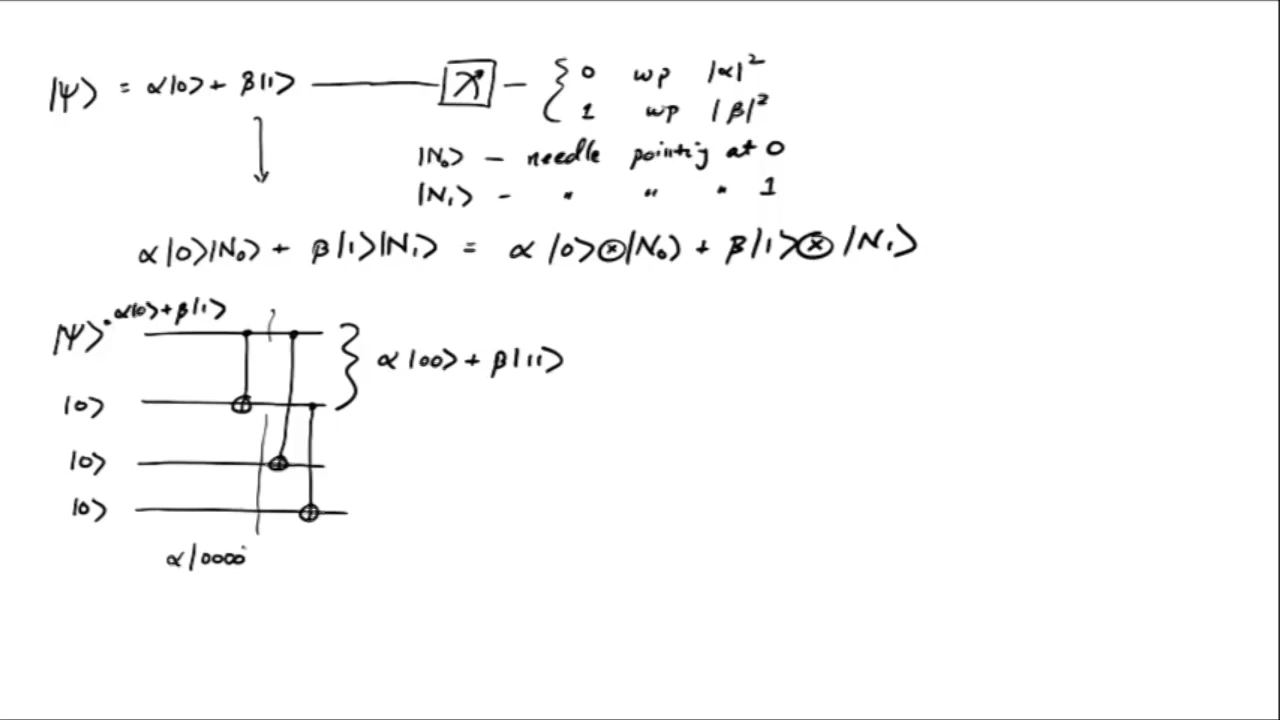 |Ψ⟩ = α|0⟩ + β|1⟩ — { 0 wp |α|²
1 wp |β|²
|N₀⟩ – needle pointing at 0
|N₁⟩ – " " " 1
α|0⟩|N₀⟩ + β|1⟩|N₁⟩ = α|0⟩⊗|N₀⟩ + β|1⟩⊗|N₁⟩
|Ψ⟩ = α|0⟩+β|1⟩
} α|00⟩ + β|11⟩
|0⟩
|0⟩
|0⟩
α|0000